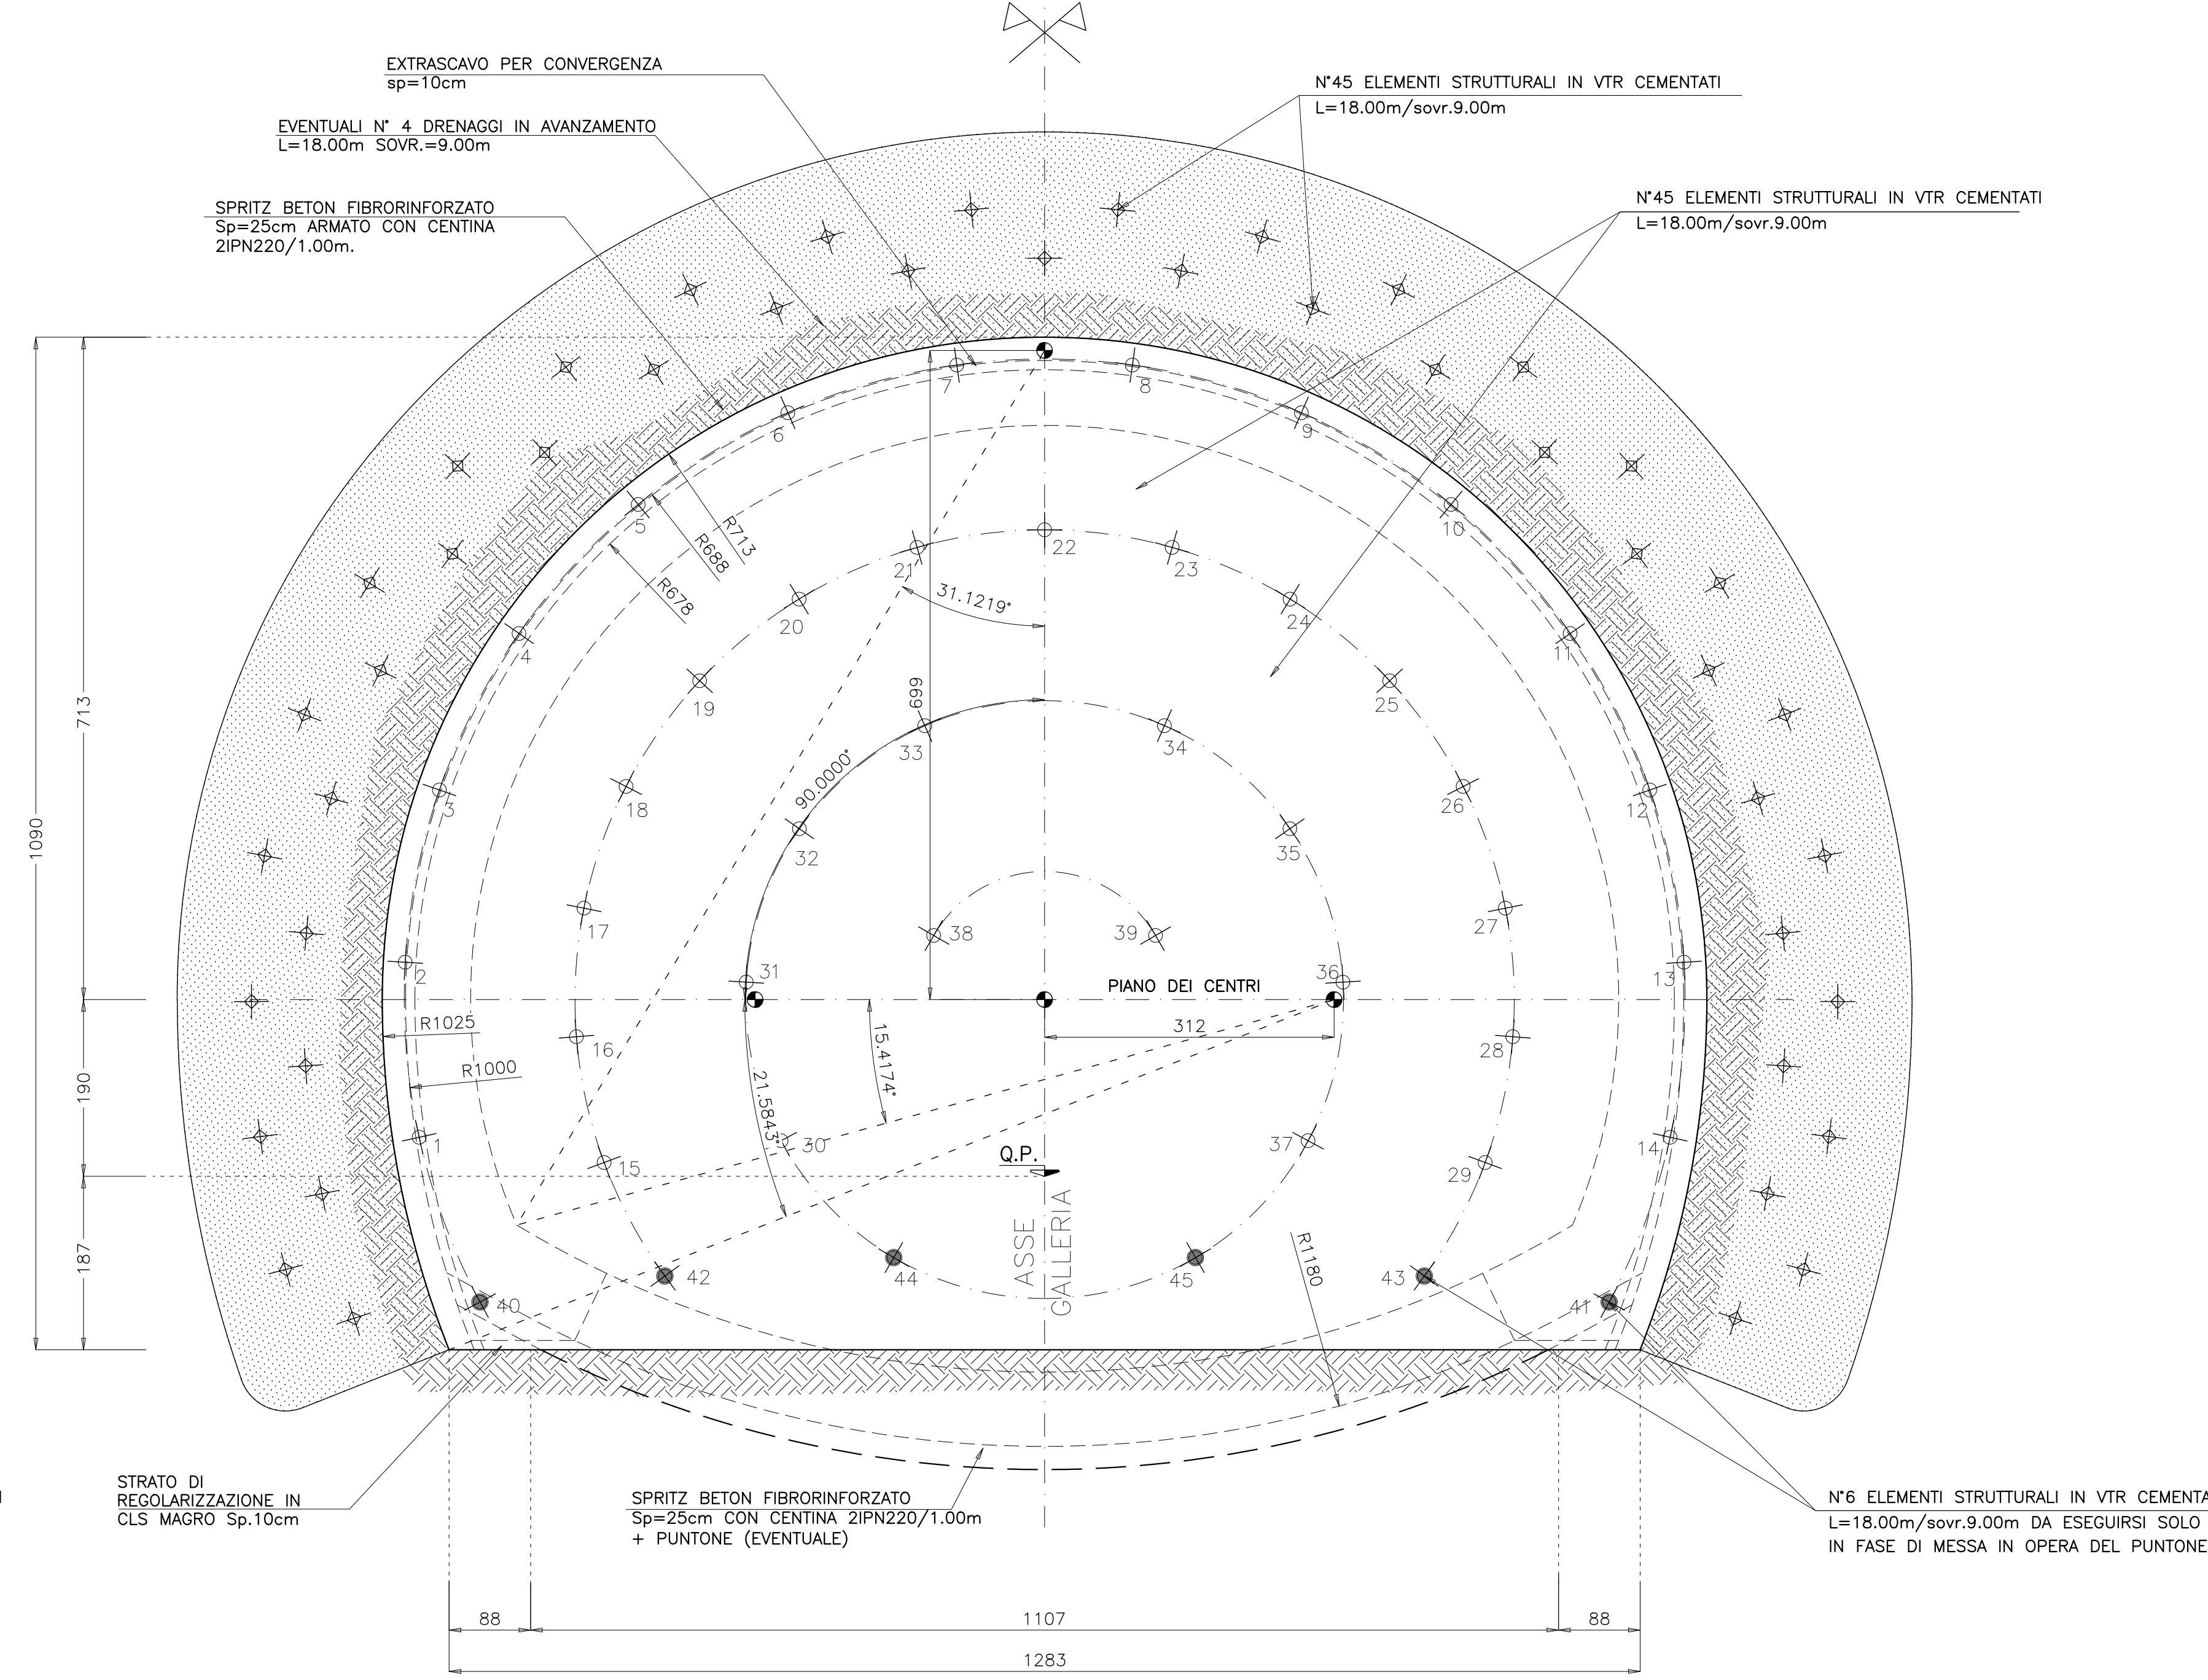 EXTRASCAVO PER CONVERGENZA
sp=10cm
EVENTUALI N° 4 DRENAGGI IN AVANZAMENTO
L=18.00m SOVR.=9.00m
SPRITZ BETON FIBRORINFORZATO
Sp=25cm ARMATO CON CENTINA
2IPN220/1.00m.
N°45 ELEMENTI STRUTTURALI IN VTR CEMENTATI
L=18.00m/sovr.9.00m
N°45 ELEMENTI STRUTTURALI IN VTR CEMENTATI
L=18.00m/sovr.9.00m
7
8
6
9
5
10
R713
R688
R678
21
22
23
31.1219°
20
24
4
11
19
25
669
713
33
34
90.0000°
3
18
26
12
1090
32
35
17
27
38
39
2
31
PIANO DEI CENTRI
36
13
R1025
312
16
15.4174°
28
R1000
190
21.5843°
1
30
37
14
Q.P.
15
29
ASSE
GALLERIA
187
R1180
42
44
45
43
40
41
STRATO DI
REGOLARIZZAZIONE IN
CLS MAGRO Sp.10cm
SPRITZ BETON FIBRORINFORZATO
Sp=25cm CON CENTINA 2IPN220/1.00m
+ PUNTONE (EVENTUALE)
N°6 ELEMENTI STRUTTURALI IN VTR CEMENTA
L=18.00m/sovr.9.00m DA ESEGUIRSI SOLO
IN FASE DI MESSA IN OPERA DEL PUNTONE
88
1107
88
1283